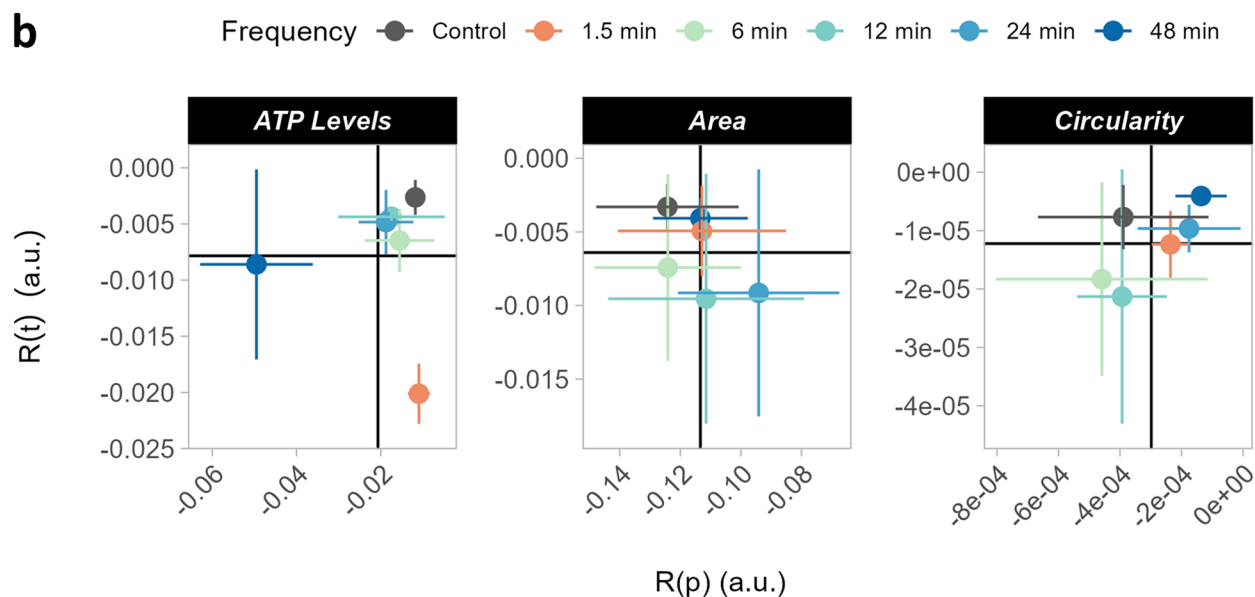 b
Frequency Control 1.5 min 6 min 12 min 24 min 48 min
ATP Levels Area Circularity
R(t) (a.u.)
0.000
-0.005
-0.010
-0.015
-0.020
-0.025
-0.06 -0.04 -0.02
0.000
-0.005
-0.010
-0.015
-0.14 -0.12 -0.10 -0.08
0e+00
-1e-05
-2e-05
-3e-05
-4e-05
-8e-04 -6e-04 -4e-04 -2e-04 0e+00
R(p) (a.u.)